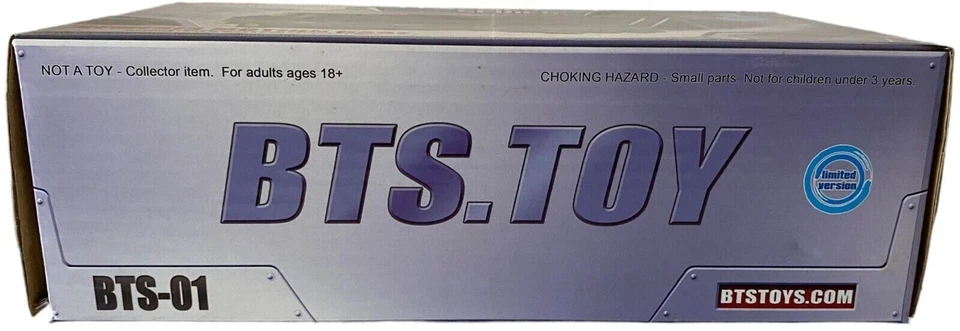 NOT A TOY - Collector item. For adults ages 18+
CHOKING HAZARD - Small parts. Not for children under 3 years
BTS.TOY
limited
version
BTS-01
BTSTOYS.COM